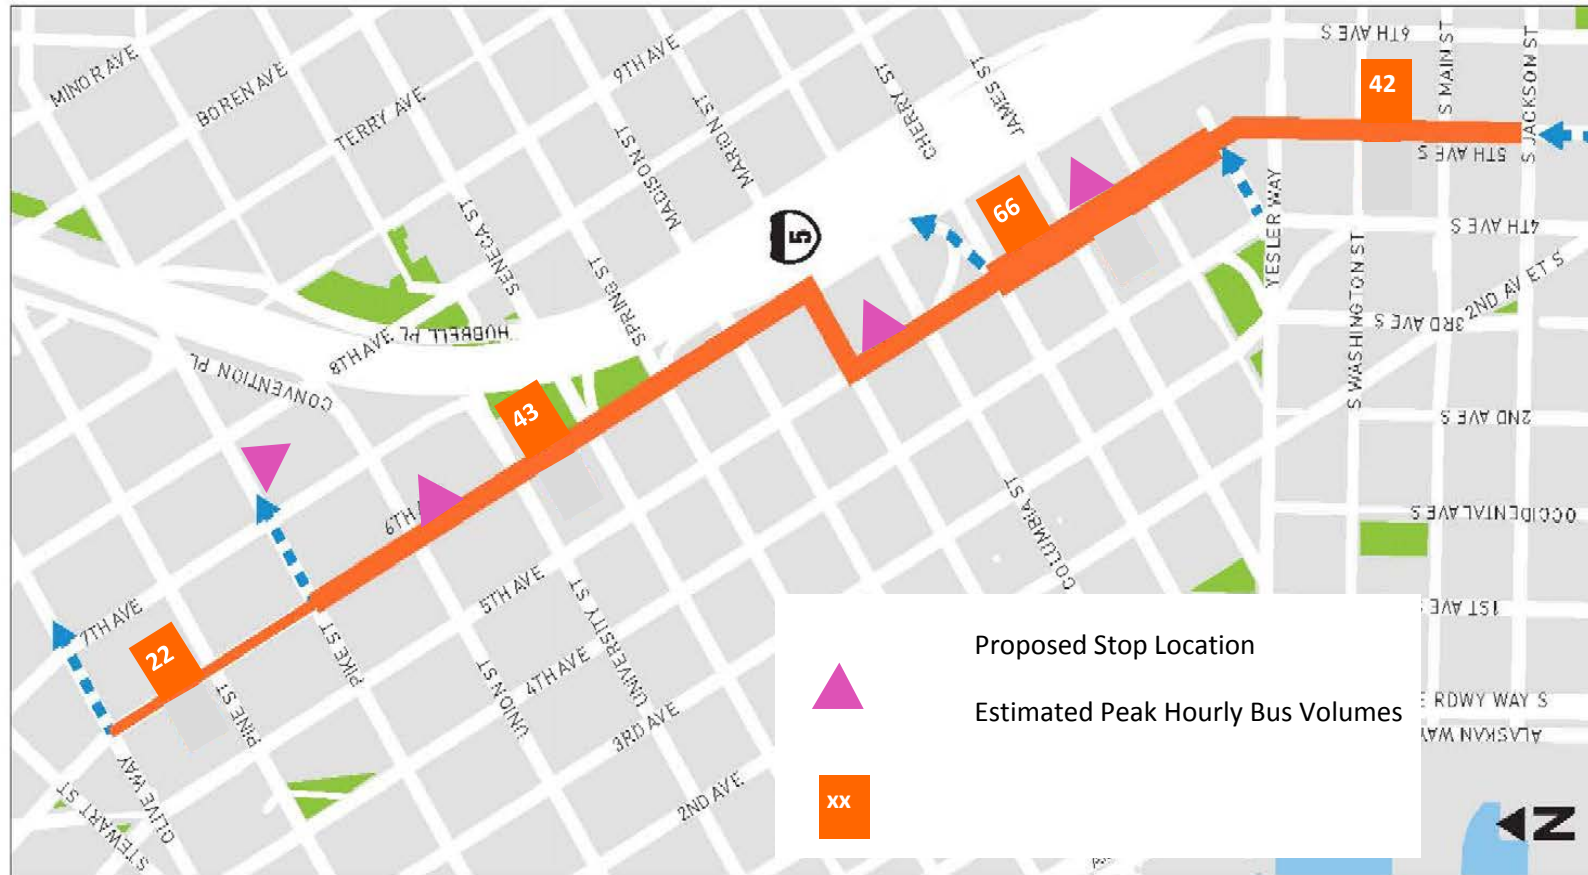 6TH AVE S
S MAIN ST
S JACKSON ST
MINOR AVE
BOREN AVE
TERRY AVE
9TH AVE
MARION ST
MADISON ST
CHERRY ST
JAMES ST
42
5TH AVE S
SENECA ST
SPRING ST
5
66
YESLER WAY
4TH AVE S
S WASHINGTON ST
2ND AV ET S
3RD AVE S
HUBBELL PL
8TH AVE
CONVENTION PL
43
2ND AVE S
6TH
COLUMBIA ST
OCCIDENTAL AVE S
7TH AVE
22
PINE ST
PIKE ST
5TH AVE
UNIVERSITY ST
4TH AVE
UNION ST
3RD AVE
2ND AVE
1ST AVE
OLIVE WAY
STEWART ST
Proposed Stop Location
Estimated Peak Hourly Bus Volumes
xx
RDWY WAY S
ALASKAN WAY
N